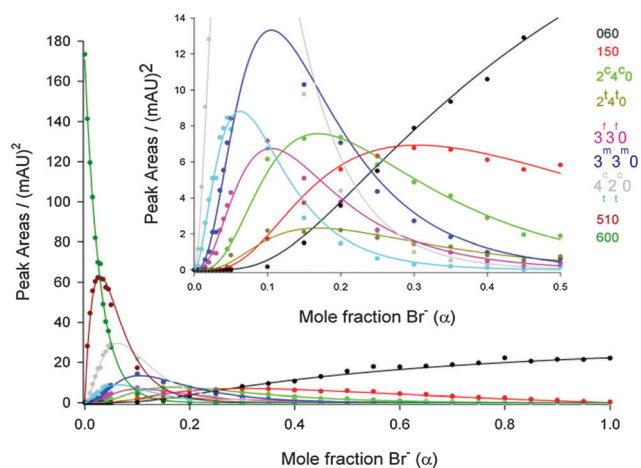 14
12
10
8
6
4
2
0
Peak Areas / (mAU)2
0.0 0.1 0.2 0.3 0.4 0.5
Mole fraction Br- (α)
180
160
140
120
100
80
60
40
20
0
Peak Areas / (mAU)2
0.0 0.2 0.4 0.6 0.8 1.0
Mole fraction Br- (α)
060
150
2c4c0
2t4t0
3f3f0
3m3m0
4c2c0
t t
510
600